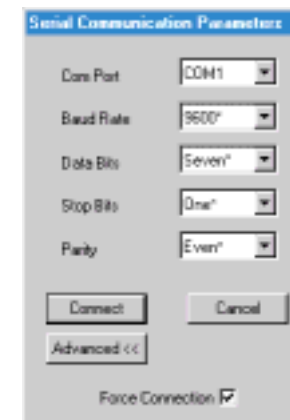 Serial Communication Parameters
Com Port COM1
Baud Rate 9600*
Data Bits Seven*
Stop Bits One*
Parity Even*
Connect Cancel
Advanced <<
Force Connection